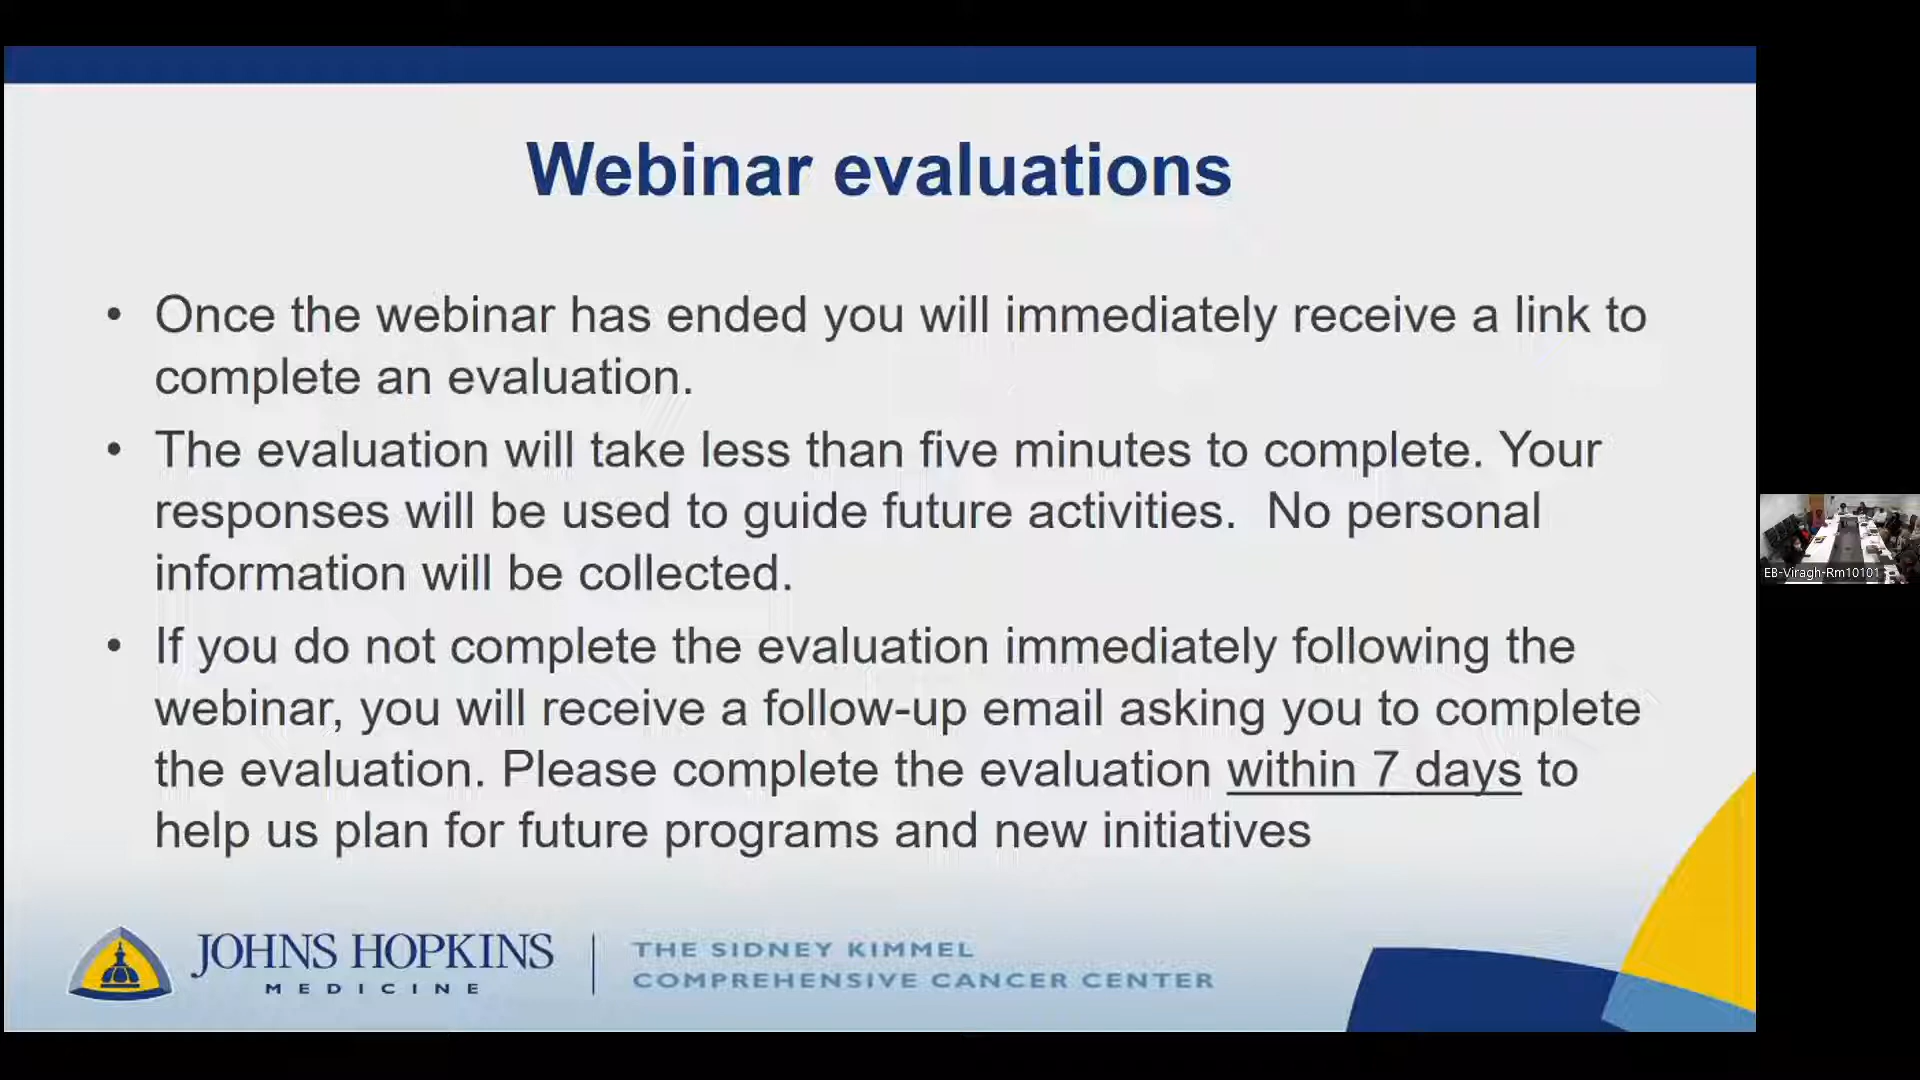 Webinar evaluations
• Once the webinar has ended you will immediately receive a link to
complete an evaluation.
• The evaluation will take less than five minutes to complete. Your
responses will be used to guide future activities.  No personal
information will be collected.
• If you do not complete the evaluation immediately following the
webinar, you will receive a follow-up email asking you to complete
the evaluation. Please complete the evaluation within 7 days to
help us plan for future programs and new initiatives
EB-Viragh-Rm10101
JOHNS HOPKINS
MEDICINE
THE SIDNEY KIMMEL
COMPREHENSIVE CANCER CENTER